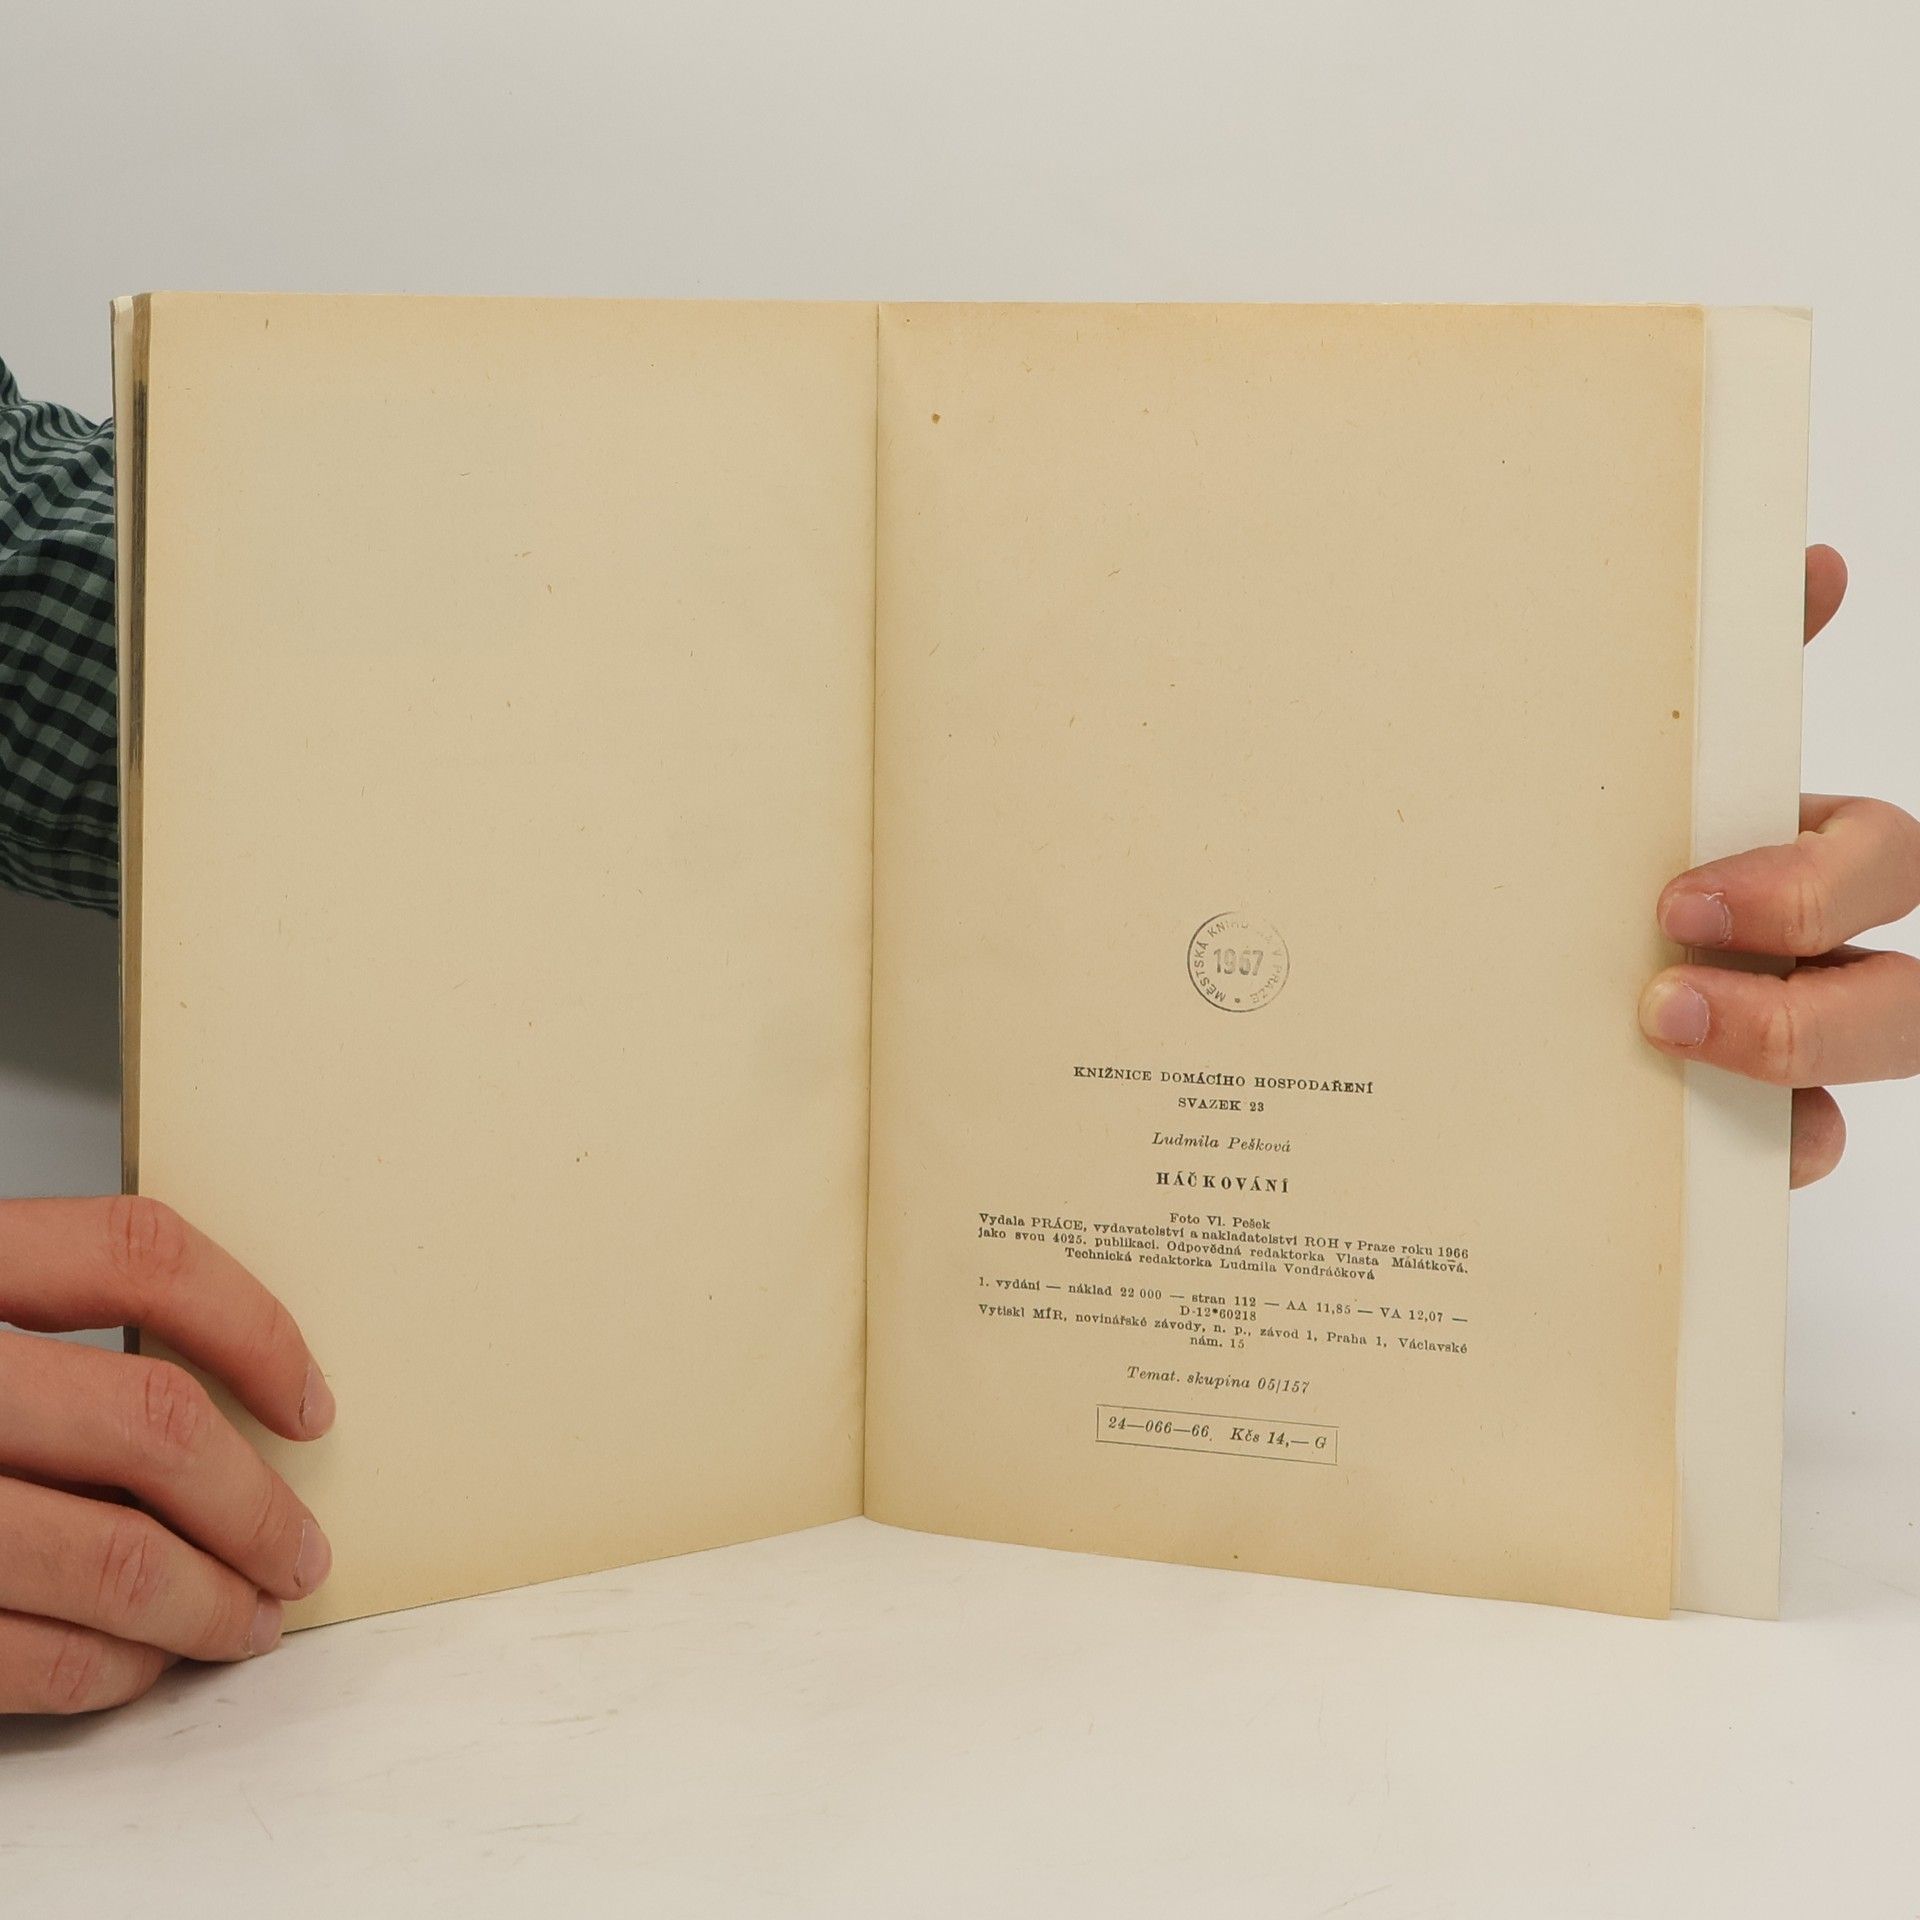 MĚSTSKÁ KNIHOVNA V PRAZE
1967
KNIŽNICE DOMÁCÍHO HOSPODAŘENÍ
SVAZEK 23
Ludmila Pešková
HÁČKOVÁNÍ
Foto Vl. Pešek
Vydala PRÁCE, vydavatelství a nakladatelství ROH v Praze roku 1966
jako svou 4025. publikaci. Odpovědná redaktorka Vlasta Málátková.
Technická redaktorka Ludmila Vondráčková
1. vydání — náklad 22 000 — stran 112 — AA 11,85 — VA 12,07 —
D-12*60218
Vytiskl MÍR, novinářské závody, n. p., závod 1, Praha 1, Václavské
nám. 15
Temat. skupina 05/157
24—066—66. Kčs 14,— G